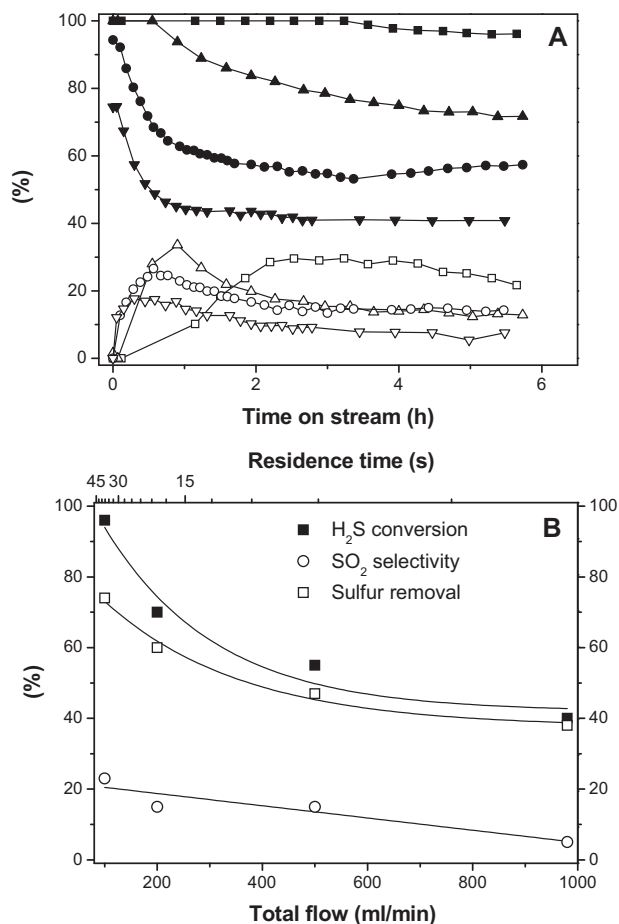 A
100
80
60
40
20
0
(%)
0 2 4 6
Time on stream (h)
Residence time (s)
45 30 15
B
100 100
80 80
60 60
40 40
20 20
0 0
(%)
H₂S conversion
SO₂ selectivity
Sulfur removal
200 400 600 800 1000
Total flow (ml/min)